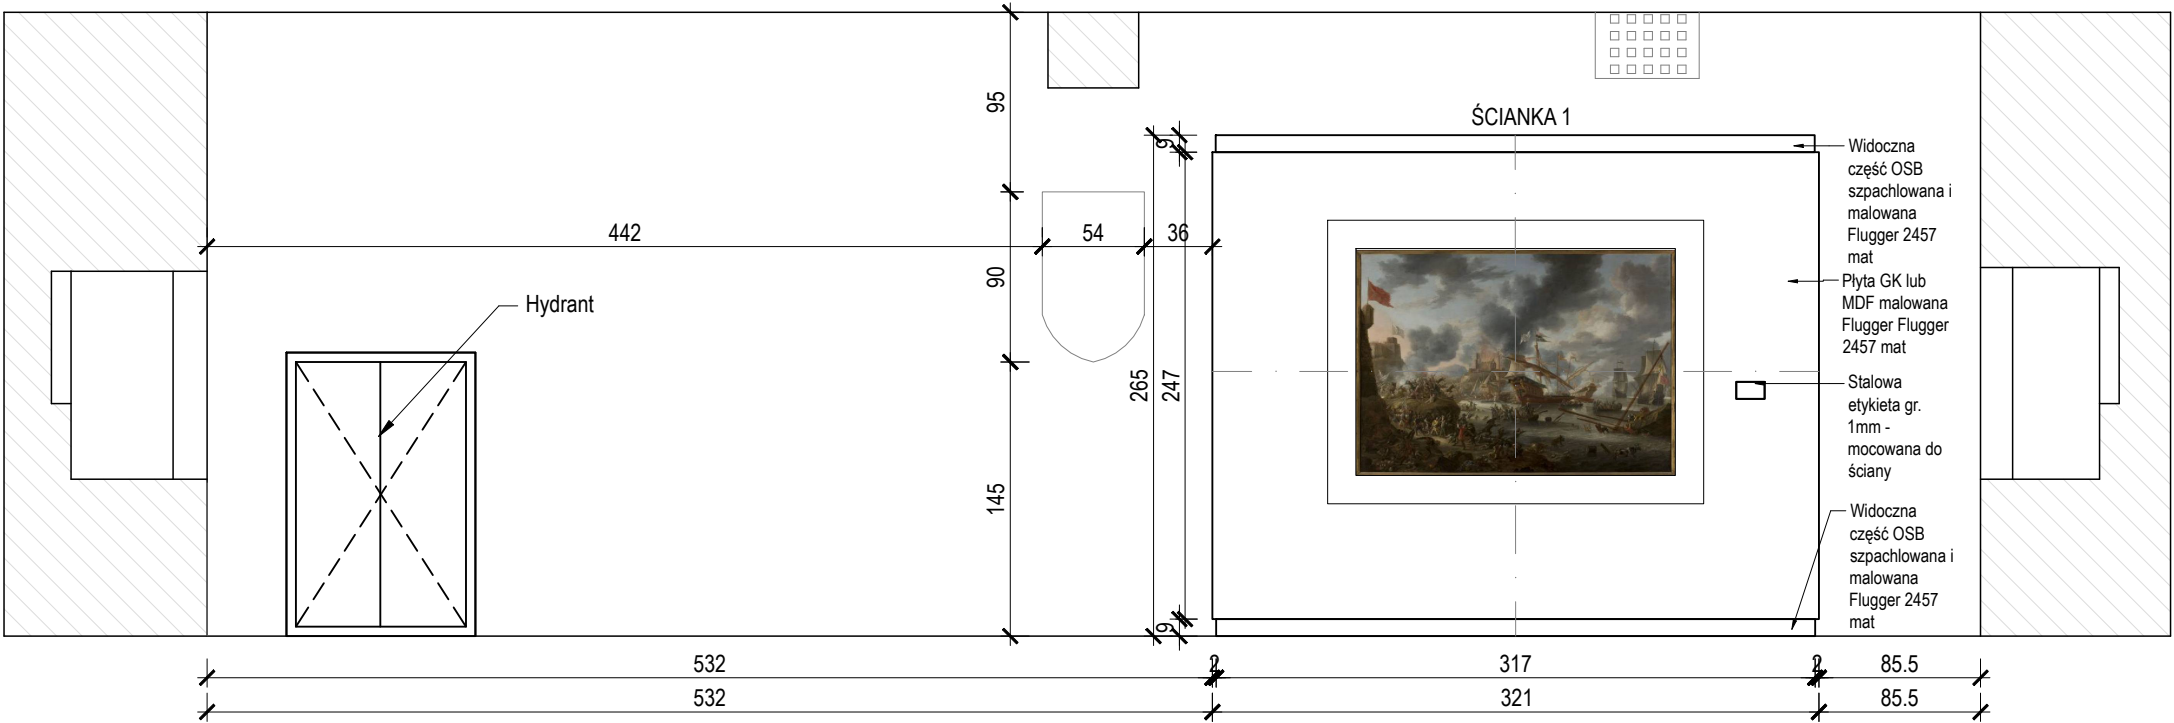 95
ŚCIANKA 1
9
Widoczna
część OSB
szpachlowana i
malowana
Flugger 2457
mat
442
54
36
90
Hydrant
Płyta GK lub
MDF malowana
Flugger Flugger
2457 mat
265
247
Stalowa
etykieta gr.
1mm -
mocowana do
ściany
145
Widoczna
część OSB
szpachlowana i
malowana
Flugger 2457
mat
9
532
2
317
2
85.5
532
321
85.5